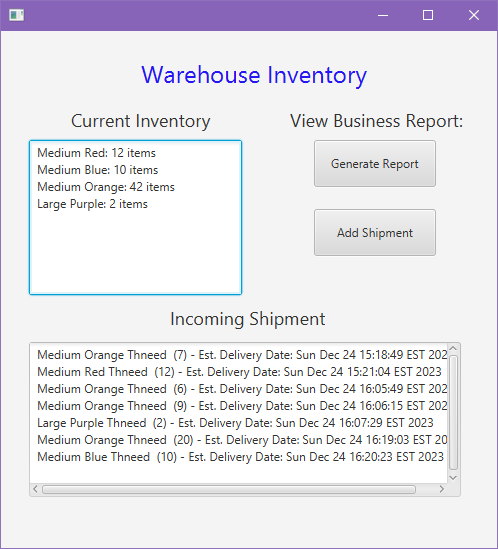 Warehouse Inventory
Current Inventory
Medium Red: 12 items
Medium Blue: 10 items
Medium Orange: 42 items
Large Purple: 2 items
View Business Report:
Generate Report
Add Shipment
Incoming Shipment
Medium Orange Thneed  (7) - Est. Delivery Date: Sun Dec 24 15:18:49 EST 202
Medium Red Thneed  (12) - Est. Delivery Date: Sun Dec 24 15:21:04 EST 2023
Medium Orange Thneed  (6) - Est. Delivery Date: Sun Dec 24 16:05:49 EST 202
Medium Orange Thneed  (9) - Est. Delivery Date: Sun Dec 24 16:06:15 EST 202
Large Purple Thneed  (2) - Est. Delivery Date: Sun Dec 24 16:07:29 EST 2023
Medium Orange Thneed  (20) - Est. Delivery Date: Sun Dec 24 16:19:03 EST 20
Medium Blue Thneed  (10) - Est. Delivery Date: Sun Dec 24 16:20:23 EST 2023